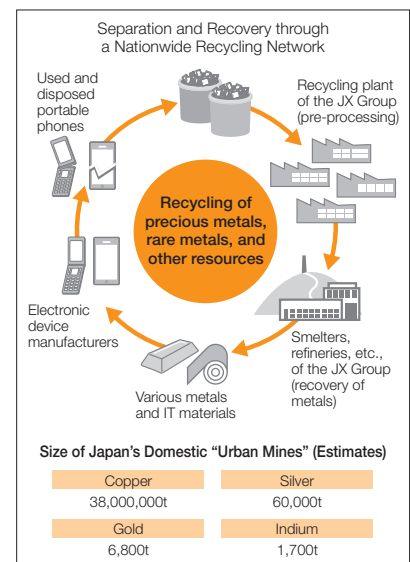 Separation and Recovery through
a Nationwide Recycling Network
Used and
disposed
portable
phones
Recycling plant
of the JX Group
(pre-processing)
Recycling of
precious metals,
rare metals, and
other resources
Electronic
device
manufacturers
Smelters,
refineries, etc.,
of the JX Group
(recovery of
metals)
Various metals
and IT materials
Size of Japan’s Domestic “Urban Mines” (Estimates)
Copper
38,000,000t
Silver
60,000t
Gold
6,800t
Indium
1,700t